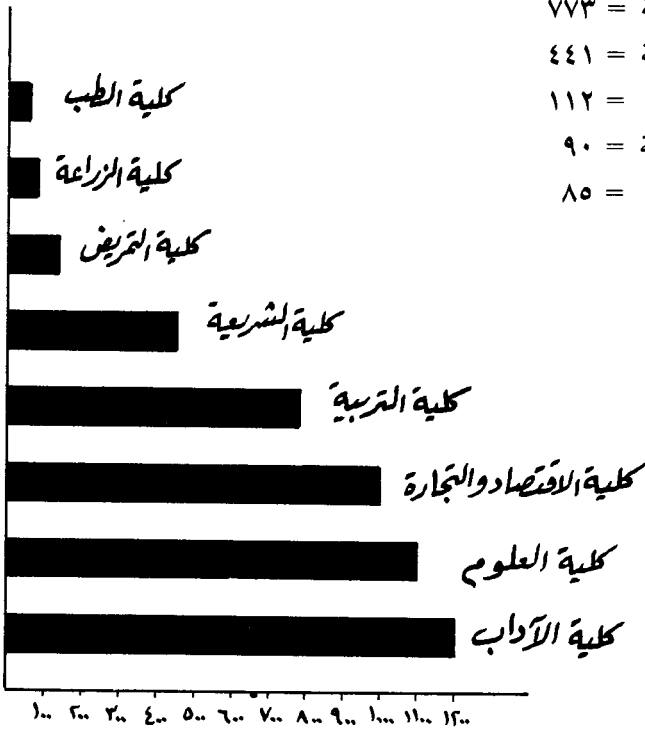 ٧٧٣ =
٤٤١ =
١١٢ =
٩٠ =
٨٥ =
كلية الطب
كلية الزراعة
كلية التمريض
كلية الشريعة
كلية التربية
كلية الاقتصاد والتجارة
كلية العلوم
كلية الآداب
١٠٠ ٢٠٠ ٣٠٠ ٤٠٠ ٥٠٠ ٦٠٠ ٧٠٠ ٨٠٠ ٩٠٠ ١٠٠٠ ١١٠٠ ١٢٠٠